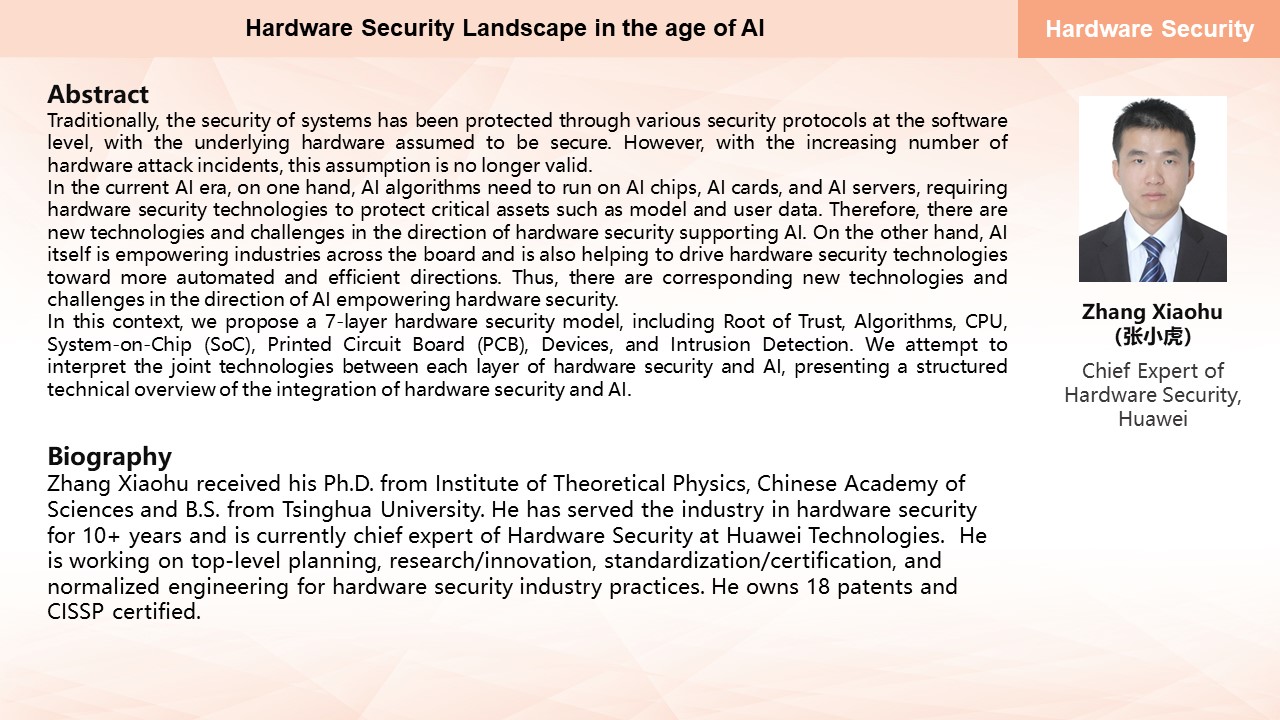 Hardware Security Landscape in the age of AI
Hardware Security
Abstract
Traditionally, the security of systems has been protected through various security protocols at the software
level, with the underlying hardware assumed to be secure. However, with the increasing number of
hardware attack incidents, this assumption is no longer valid.
In the current AI era, on one hand, AI algorithms need to run on AI chips, AI cards, and AI servers, requiring
hardware security technologies to protect critical assets such as model and user data. Therefore, there are
new technologies and challenges in the direction of hardware security supporting AI. On the other hand, AI
itself is empowering industries across the board and is also helping to drive hardware security technologies
toward more automated and efficient directions. Thus, there are corresponding new technologies and
challenges in the direction of AI empowering hardware security.
In this context, we propose a 7-layer hardware security model, including Root of Trust, Algorithms, CPU,
System-on-Chip (SoC), Printed Circuit Board (PCB), Devices, and Intrusion Detection. We attempt to
interpret the joint technologies between each layer of hardware security and AI, presenting a structured
technical overview of the integration of hardware security and AI.
Zhang Xiaohu
(张小虎)
Chief Expert of
Hardware Security,
Huawei
Biography
Zhang Xiaohu received his Ph.D. from Institute of Theoretical Physics, Chinese Academy of
Sciences and B.S. from Tsinghua University. He has served the industry in hardware security
for 10+ years and is currently chief expert of Hardware Security at Huawei Technologies.  He
is working on top-level planning, research/innovation, standardization/certification, and
normalized engineering for hardware security industry practices. He owns 18 patents and
CISSP certified.